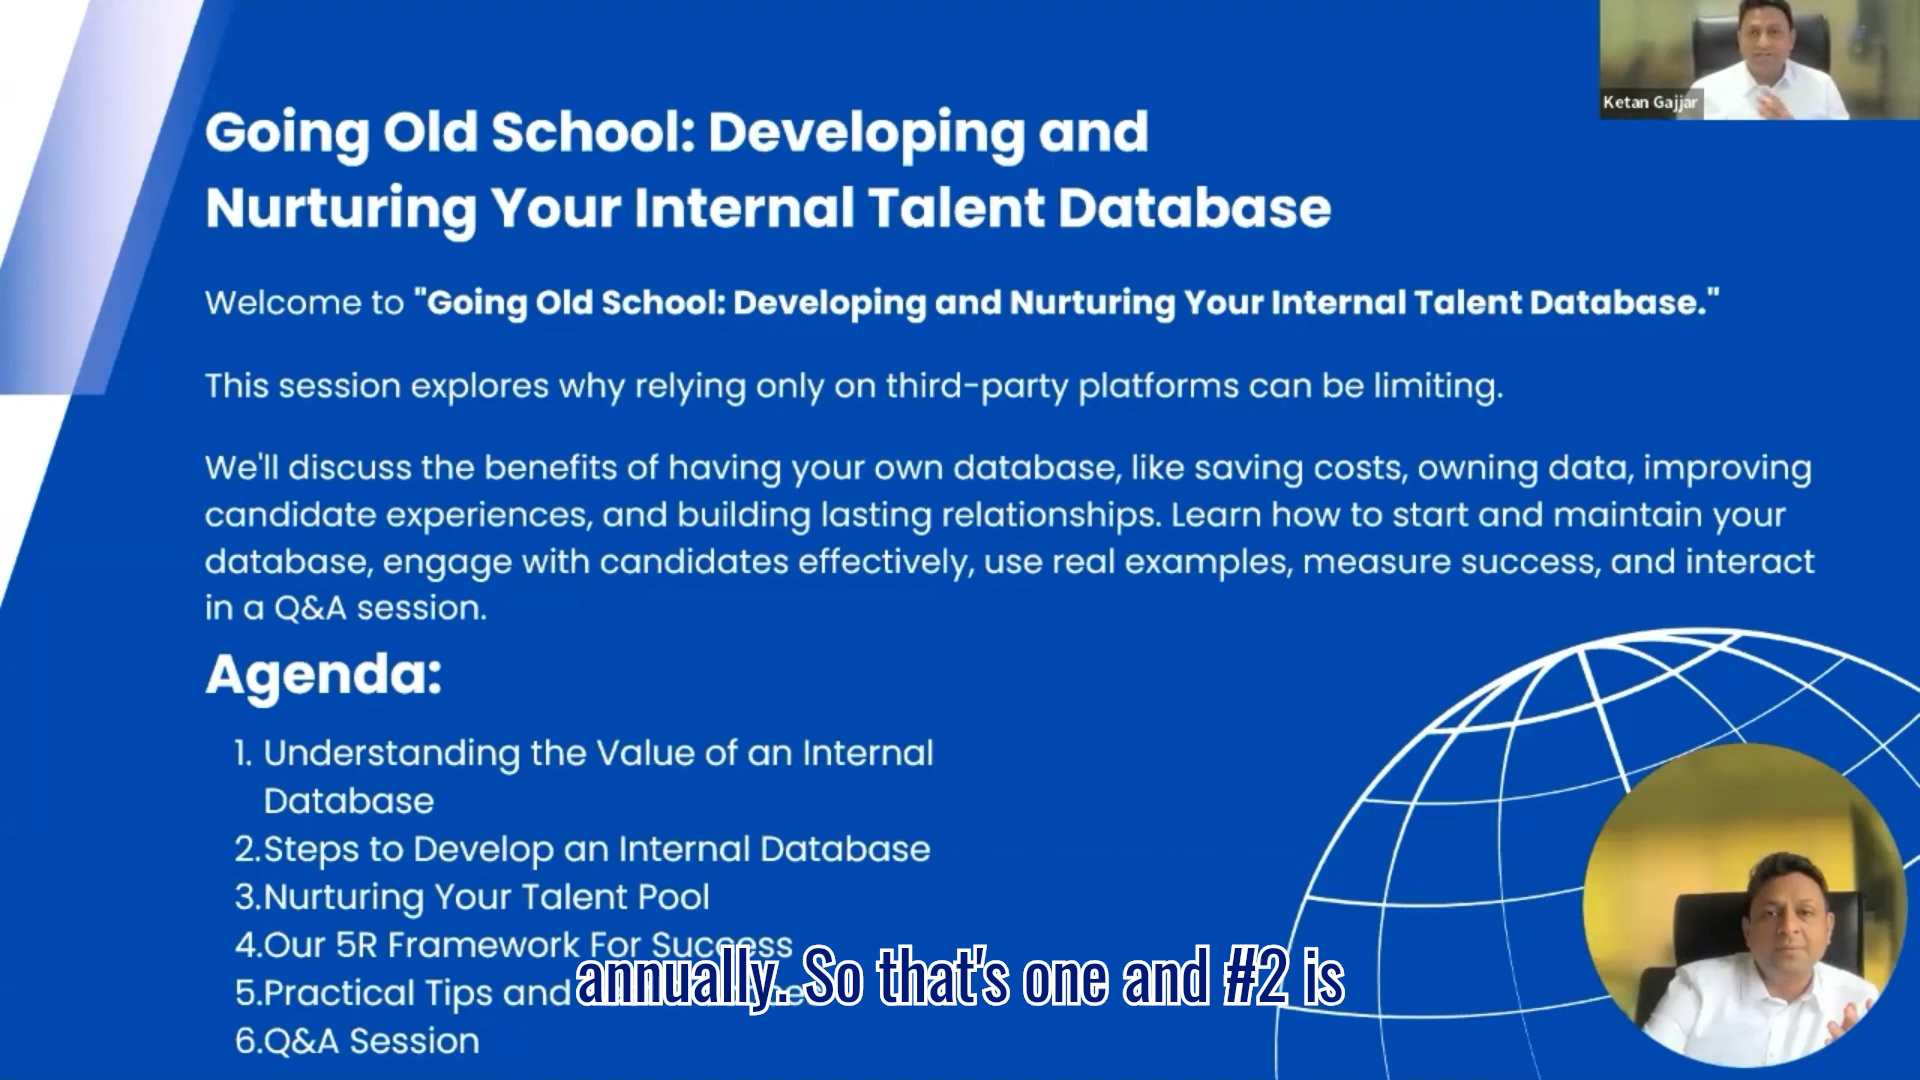 Ketan Gajjar
Going Old School: Developing and
Nurturing Your Internal Talent Database
Welcome to "Going Old School: Developing and Nurturing Your Internal Talent Database."
This session explores why relying only on third-party platforms can be limiting.
We'll discuss the benefits of having your own database, like saving costs, owning data, improving
candidate experiences, and building lasting relationships. Learn how to start and maintain your
database, engage with candidates effectively, use real examples, measure success, and interact
in a Q&A session.
Agenda:
1. Understanding the Value of an Internal
Database
2.Steps to Develop an Internal Database
3.Nurturing Your Talent Pool
4.Our 5R Framework For Success
5.Practical Tips and
annually. So that's one and #2 is
6.Q&A Session